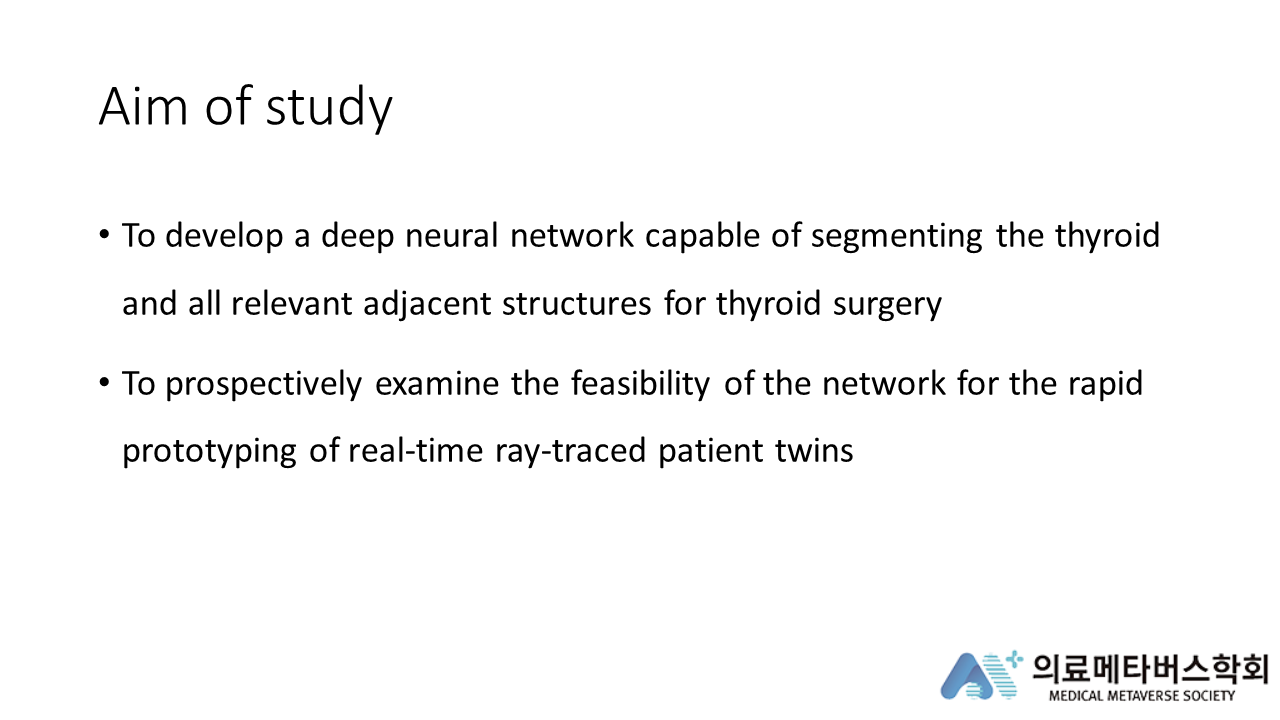 Aim of study
• To develop a deep neural network capable of segmenting the thyroid
and all relevant adjacent structures for thyroid surgery
• To prospectively examine the feasibility of the network for the rapid
prototyping of real-time ray-traced patient twins
의료메타버스학회
MEDICAL METAVERSE SOCIETY